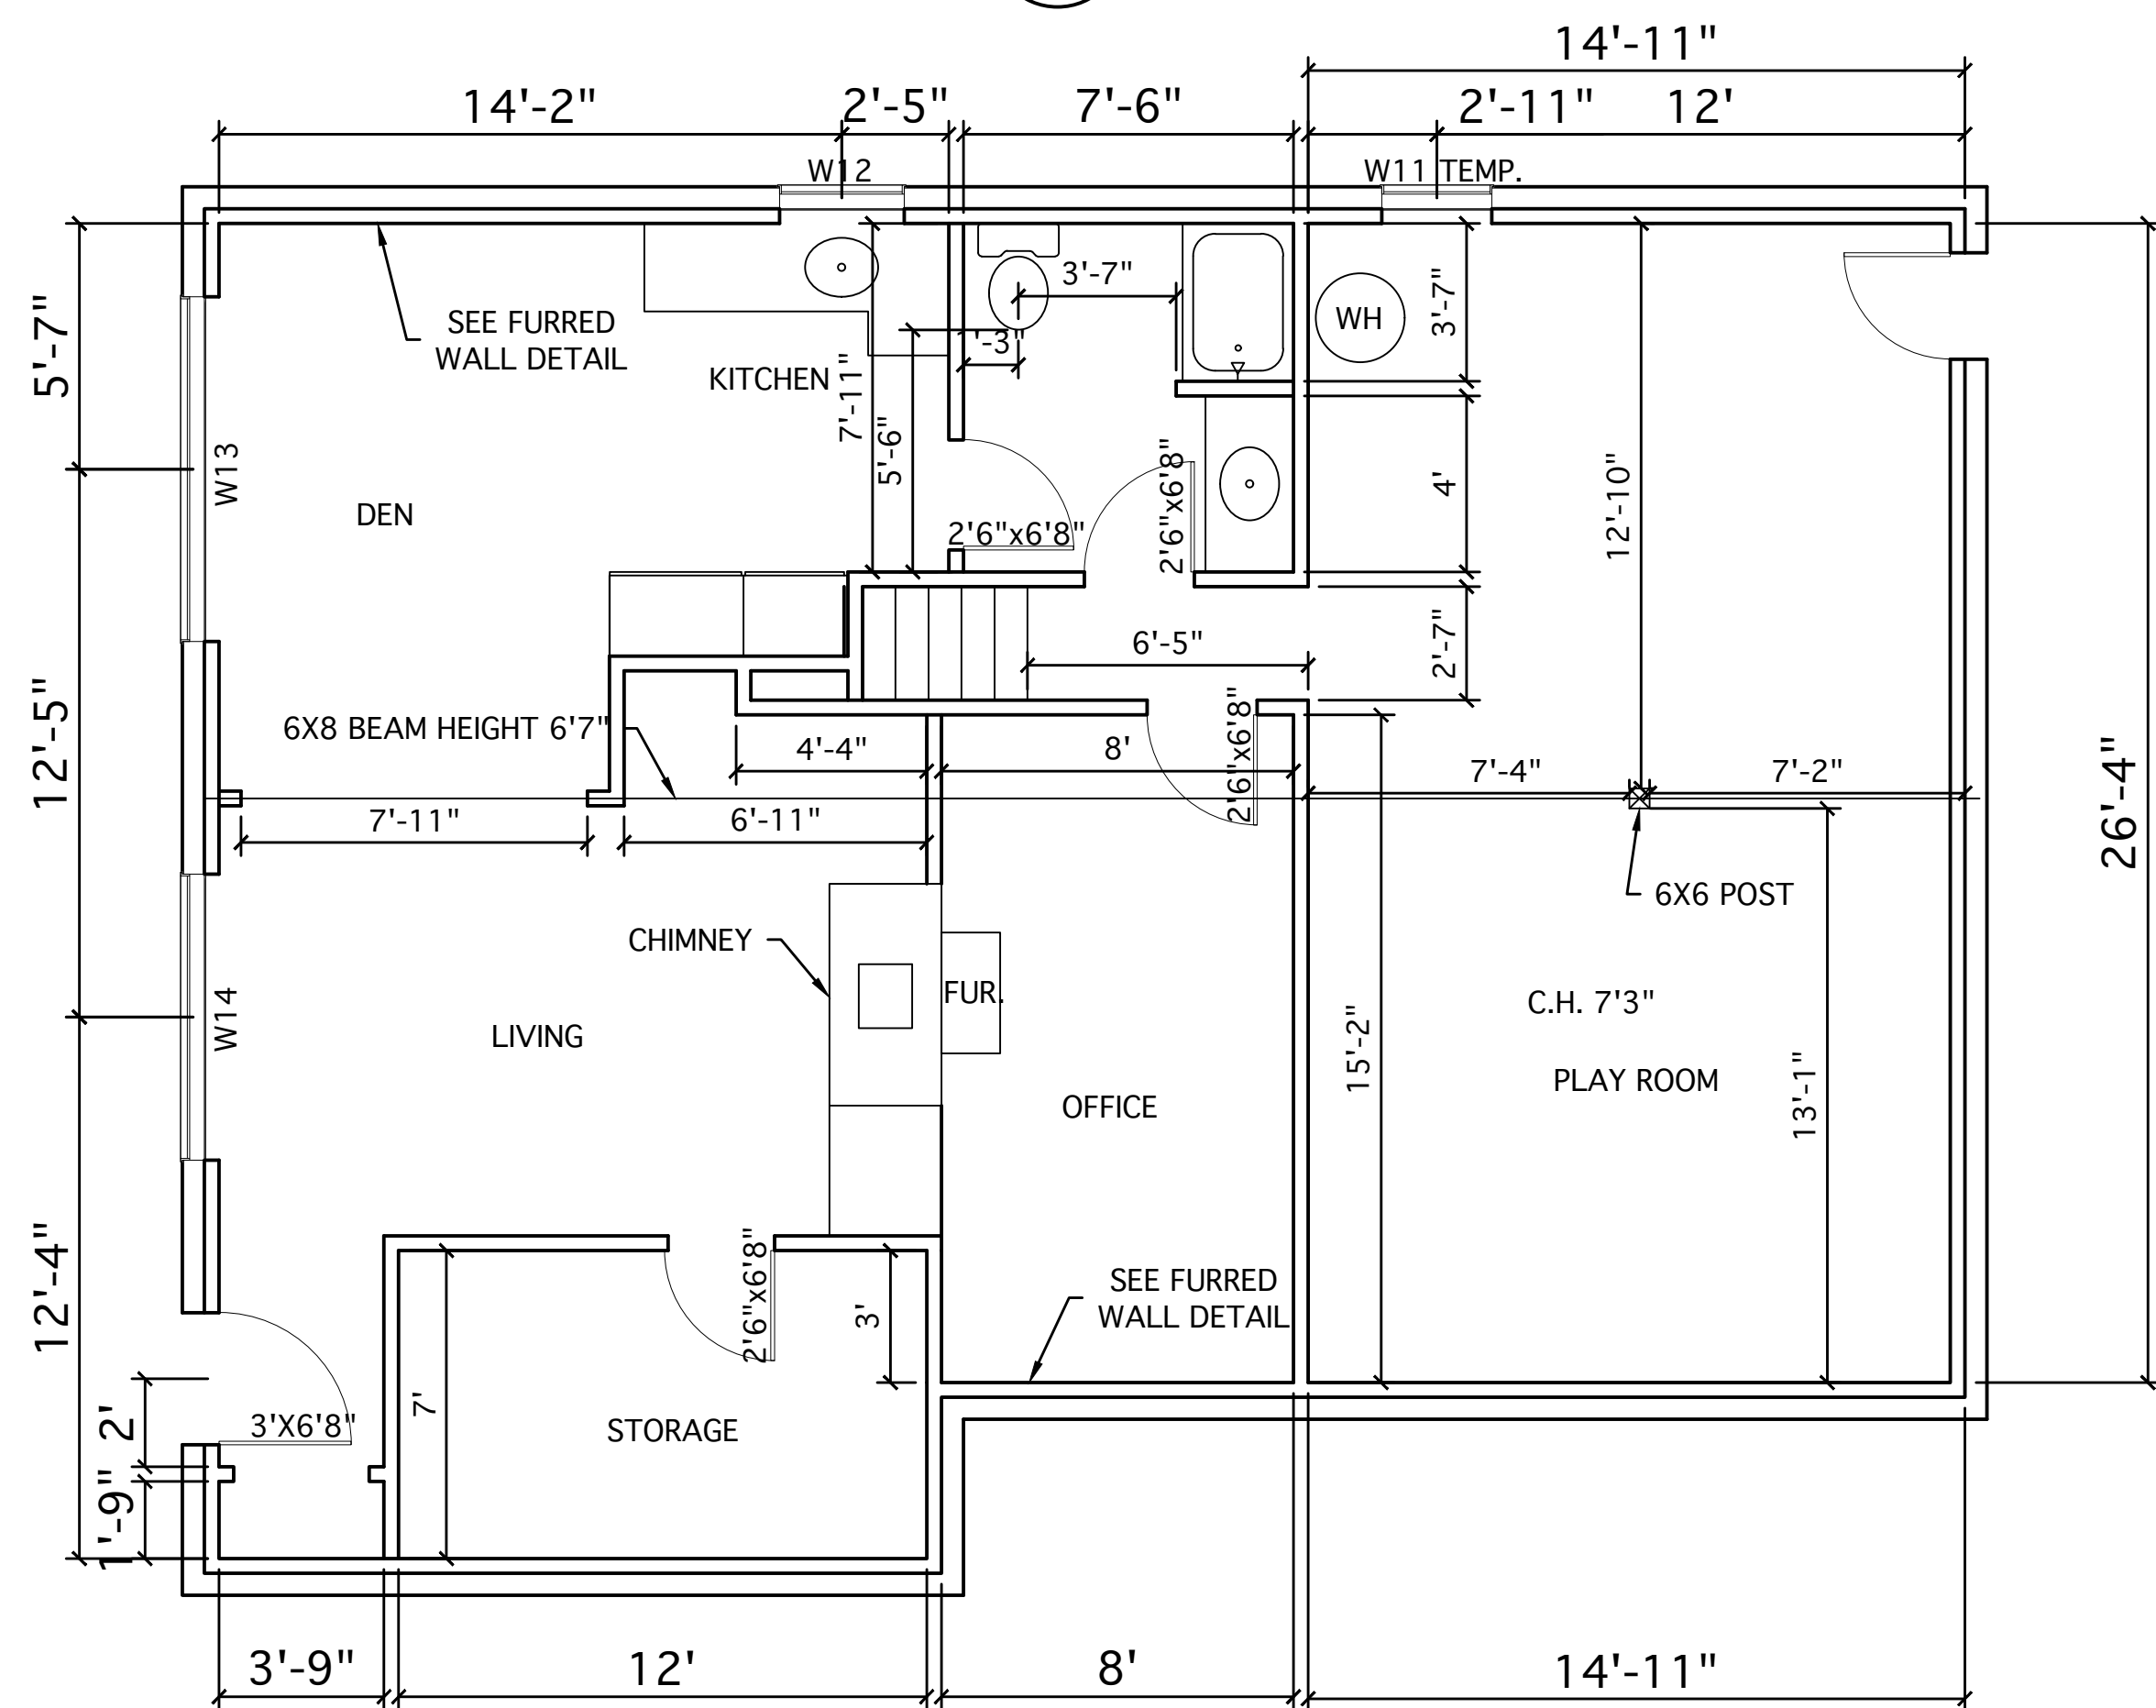 14'-11"
14'-2"
2'-5"
7'-6"
2'-11"
12'
W12
W11 TEMP.
5'-7"
SEE FURRED
WALL DETAIL
3'-7"
WH
3'-7"
1'-3"
KITCHEN
7'-11"
5'-6"
W13
DEN
2'6"x6'8"
2'6"x6'8"
4'
12'-10"
6'-5"
2'-7"
12'-5"
6X8 BEAM HEIGHT 6'7"
4'-4"
8'
2'6"x6'8"
7'-4"
7'-2"
26'-4"
7'-11"
6'-11"
6X6 POST
CHIMNEY
FUR.
C.H. 7'3"
W14
LIVING
15'-2"
PLAY ROOM
13'-1"
OFFICE
12'-4"
SEE FURRED
WALL DETAIL
2'6"x6'8"
3'
7'
2'
3'X6'8"
STORAGE
1'-9"
3'-9"
12'
8'
14'-11"